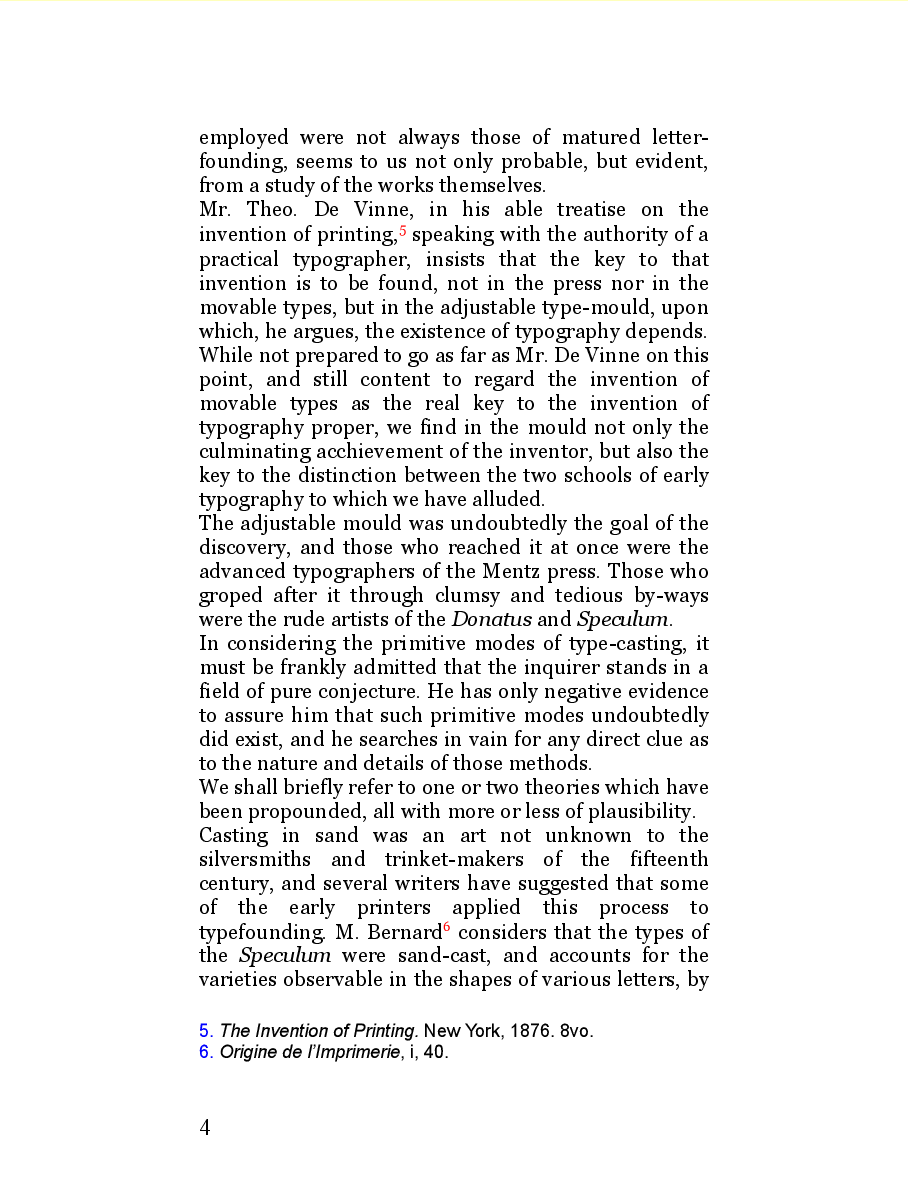 employed were not always those of matured letter-
founding, seems to us not only probable, but evident,
from a study of the works themselves.
Mr. Theo. De Vinne, in his able treatise on the
invention of printing,5 speaking with the authority of a
practical typographer, insists that the key to that
invention is to be found, not in the press nor in the
movable types, but in the adjustable type-mould, upon
which, he argues, the existence of typography depends.
While not prepared to go as far as Mr. De Vinne on this
point, and still content to regard the invention of
movable types as the real key to the invention of
typography proper, we find in the mould not only the
culminating acchievement of the inventor, but also the
key to the distinction between the two schools of early
typography to which we have alluded.
The adjustable mould was undoubtedly the goal of the
discovery, and those who reached it at once were the
advanced typographers of the Mentz press. Those who
groped after it through clumsy and tedious by-ways
were the rude artists of the Donatus and Speculum.
In considering the primitive modes of type-casting, it
must be frankly admitted that the inquirer stands in a
field of pure conjecture. He has only negative evidence
to assure him that such primitive modes undoubtedly
did exist, and he searches in vain for any direct clue as
to the nature and details of those methods.
We shall briefly refer to one or two theories which have
been propounded, all with more or less of plausibility.
Casting in sand was an art not unknown to the
silversmiths and trinket-makers of the fifteenth
century, and several writers have suggested that some
of the early printers applied this process to
typefounding. M. Bernard6 considers that the types of
the Speculum were sand-cast, and accounts for the
varieties observable in the shapes of various letters, by
5. The Invention of Printing. New York, 1876. 8vo.
6. Origine de l’Imprimerie, i, 40.
4